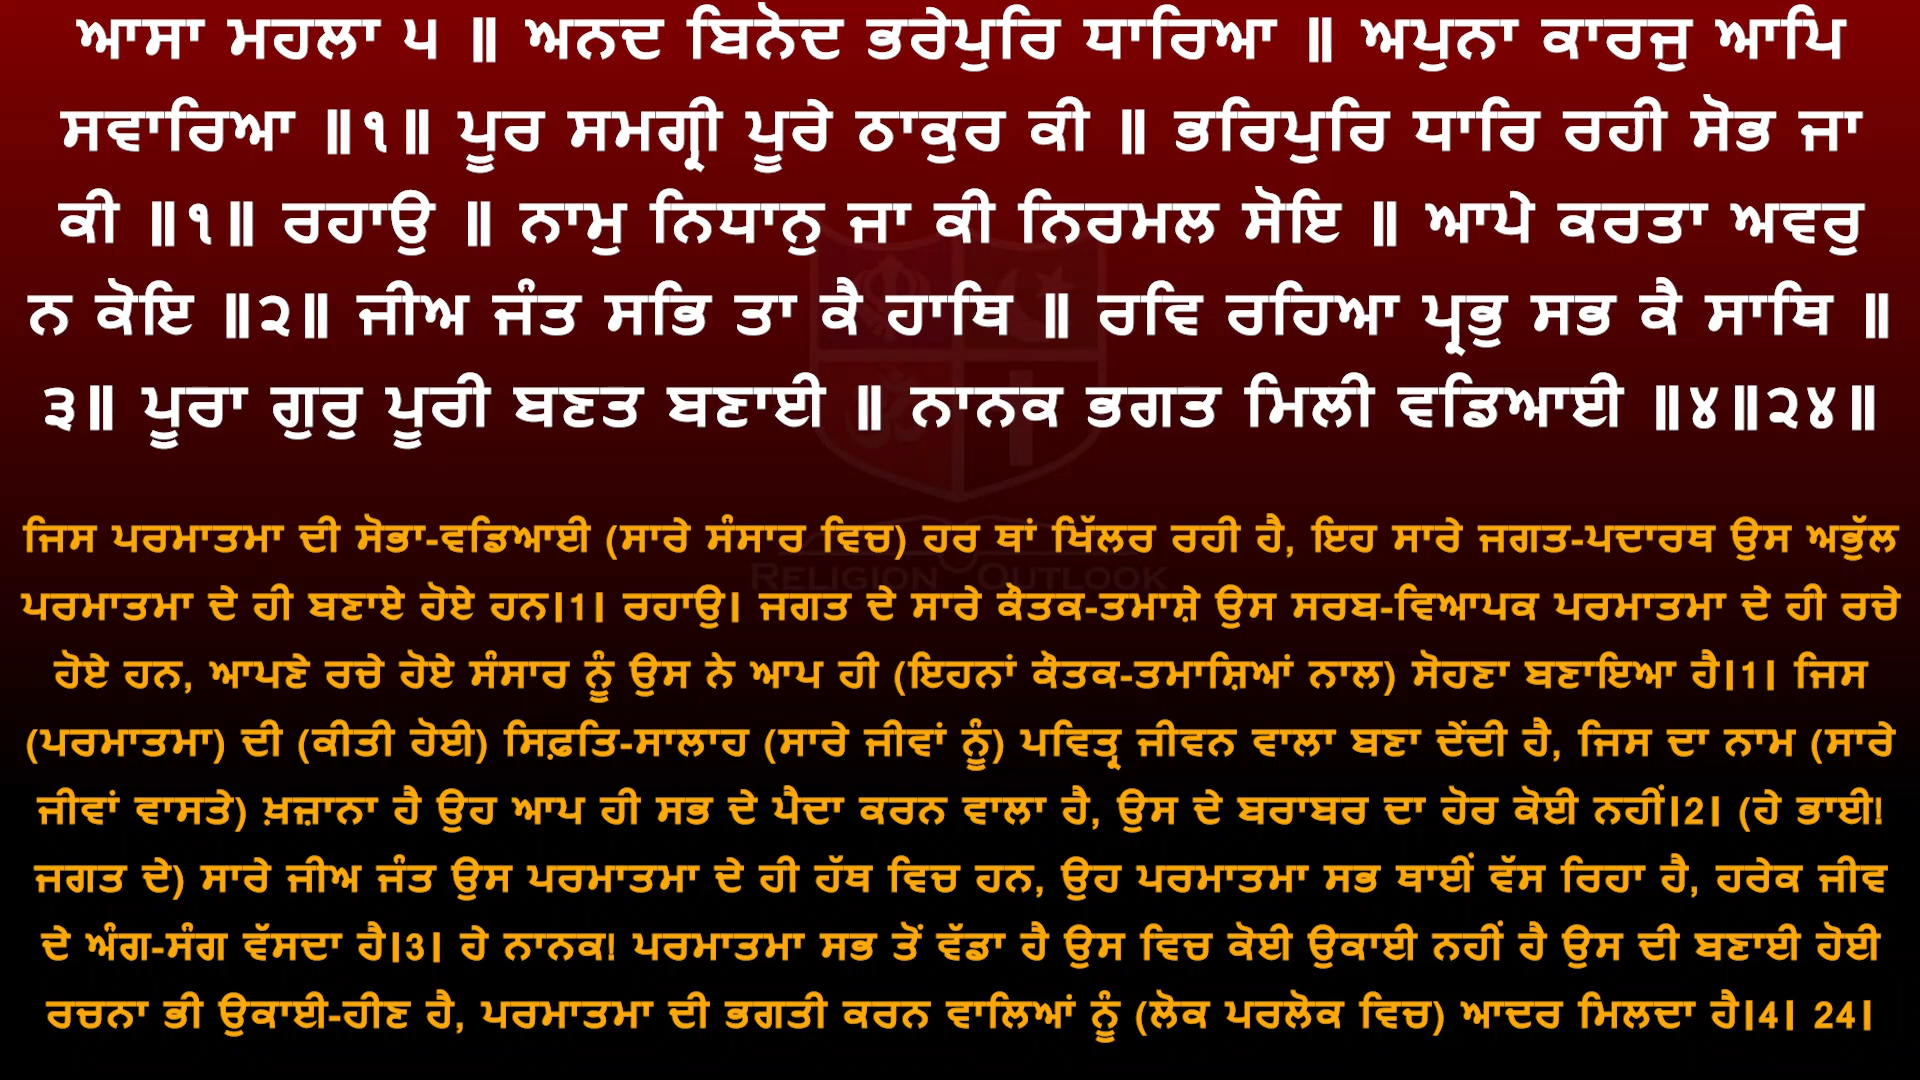 ਆਸਾ ਮਹਲਾ ੫ ॥ ਅਨਦ ਬਿਨੋਦ ਭਰੇਪੁਰਿ ਧਾਰਿਆ ॥ ਅਪੁਨਾ ਕਾਰਜੁ ਆਪਿ
ਸਵਾਰਿਆ ॥੧॥ ਪੂਰ ਸਮਗ੍ਰੀ ਪੂਰੇ ਠਾਕੁਰ ਕੀ ॥ ਭਰਿਪੁਰਿ ਧਾਰਿ ਰਹੀ ਸੋਭ ਜਾ
ਕੀ ॥੧॥ ਰਹਾਉ ॥ ਨਾਮੁ ਨਿਧਾਨੁ ਜਾ ਕੀ ਨਿਰਮਲ ਸੋਇ ॥ ਆਪੇ ਕਰਤਾ ਅਵਰੁ
ਨ ਕੋਇ ॥੨॥ ਜੀਅ ਜੰਤ ਸਭਿ ਤਾ ਕੈ ਹਾਥਿ ॥ ਰਵਿ ਰਹਿਆ ਪ੍ਰਭੁ ਸਭ ਕੈ ਸਾਥਿ ॥
੩॥ ਪੂਰਾ ਗੁਰੁ ਪੂਰੀ ਬਣਤ ਬਣਾਈ ॥ ਨਾਨਕ ਭਗਤ ਮਿਲੀ ਵਡਿਆਈ ॥੪॥੨੪॥
ਜਿਸ ਪਰਮਾਤਮਾ ਦੀ ਸੋਭਾ-ਵਡਿਆਈ (ਸਾਰੇ ਸੰਸਾਰ ਵਿਚ) ਹਰ ਥਾਂ ਖਿੱਲਰ ਰਹੀ ਹੈ, ਇਹ ਸਾਰੇ ਜਗਤ-ਪਦਾਰਥ ਉਸ ਅਭੁੱਲ
RELIGION OUTLOOK
ਪਰਮਾਤਮਾ ਦੇ ਹੀ ਬਣਾਏ ਹੋਏ ਹਨ।1। ਰਹਾਉ। ਜਗਤ ਦੇ ਸਾਰੇ ਕੌਤਕ-ਤਮਾਸ਼ੇ ਉਸ ਸਰਬ-ਵਿਆਪਕ ਪਰਮਾਤਮਾ ਦੇ ਹੀ ਰਚੇ
ਹੋਏ ਹਨ, ਆਪਣੇ ਰਚੇ ਹੋਏ ਸੰਸਾਰ ਨੂੰ ਉਸ ਨੇ ਆਪ ਹੀ (ਇਹਨਾਂ ਕੌਤਕ-ਤਮਾਸ਼ਿਆਂ ਨਾਲ) ਸੋਹਣਾ ਬਣਾਇਆ ਹੈ।1। ਜਿਸ
(ਪਰਮਾਤਮਾ) ਦੀ (ਕੀਤੀ ਹੋਈ) ਸਿਫ਼ਤਿ-ਸਾਲਾਹ (ਸਾਰੇ ਜੀਵਾਂ ਨੂੰ) ਪਵਿਤ੍ਰ ਜੀਵਨ ਵਾਲਾ ਬਣਾ ਦੇਂਦੀ ਹੈ, ਜਿਸ ਦਾ ਨਾਮ (ਸਾਰੇ
ਜੀਵਾਂ ਵਾਸਤੇ) ਖ਼ਜ਼ਾਨਾ ਹੈ ਉਹ ਆਪ ਹੀ ਸਭ ਦੇ ਪੈਦਾ ਕਰਨ ਵਾਲਾ ਹੈ, ਉਸ ਦੇ ਬਰਾਬਰ ਦਾ ਹੋਰ ਕੋਈ ਨਹੀਂ।2। (ਹੇ ਭਾਈ!
ਜਗਤ ਦੇ) ਸਾਰੇ ਜੀਅ ਜੰਤ ਉਸ ਪਰਮਾਤਮਾ ਦੇ ਹੀ ਹੱਥ ਵਿਚ ਹਨ, ਉਹ ਪਰਮਾਤਮਾ ਸਭ ਥਾਈਂ ਵੱਸ ਰਿਹਾ ਹੈ, ਹਰੇਕ ਜੀਵ
ਦੇ ਅੰਗ-ਸੰਗ ਵੱਸਦਾ ਹੈ।3। ਹੇ ਨਾਨਕ! ਪਰਮਾਤਮਾ ਸਭ ਤੋਂ ਵੱਡਾ ਹੈ ਉਸ ਵਿਚ ਕੋਈ ਉਕਾਈ ਨਹੀਂ ਹੈ ਉਸ ਦੀ ਬਣਾਈ ਹੋਈ
ਰਚਨਾ ਭੀ ਉਕਾਈ-ਹੀਣ ਹੈ, ਪਰਮਾਤਮਾ ਦੀ ਭਗਤੀ ਕਰਨ ਵਾਲਿਆਂ ਨੂੰ (ਲੋਕ ਪਰਲੋਕ ਵਿਚ) ਆਦਰ ਮਿਲਦਾ ਹੈ।4। 24।